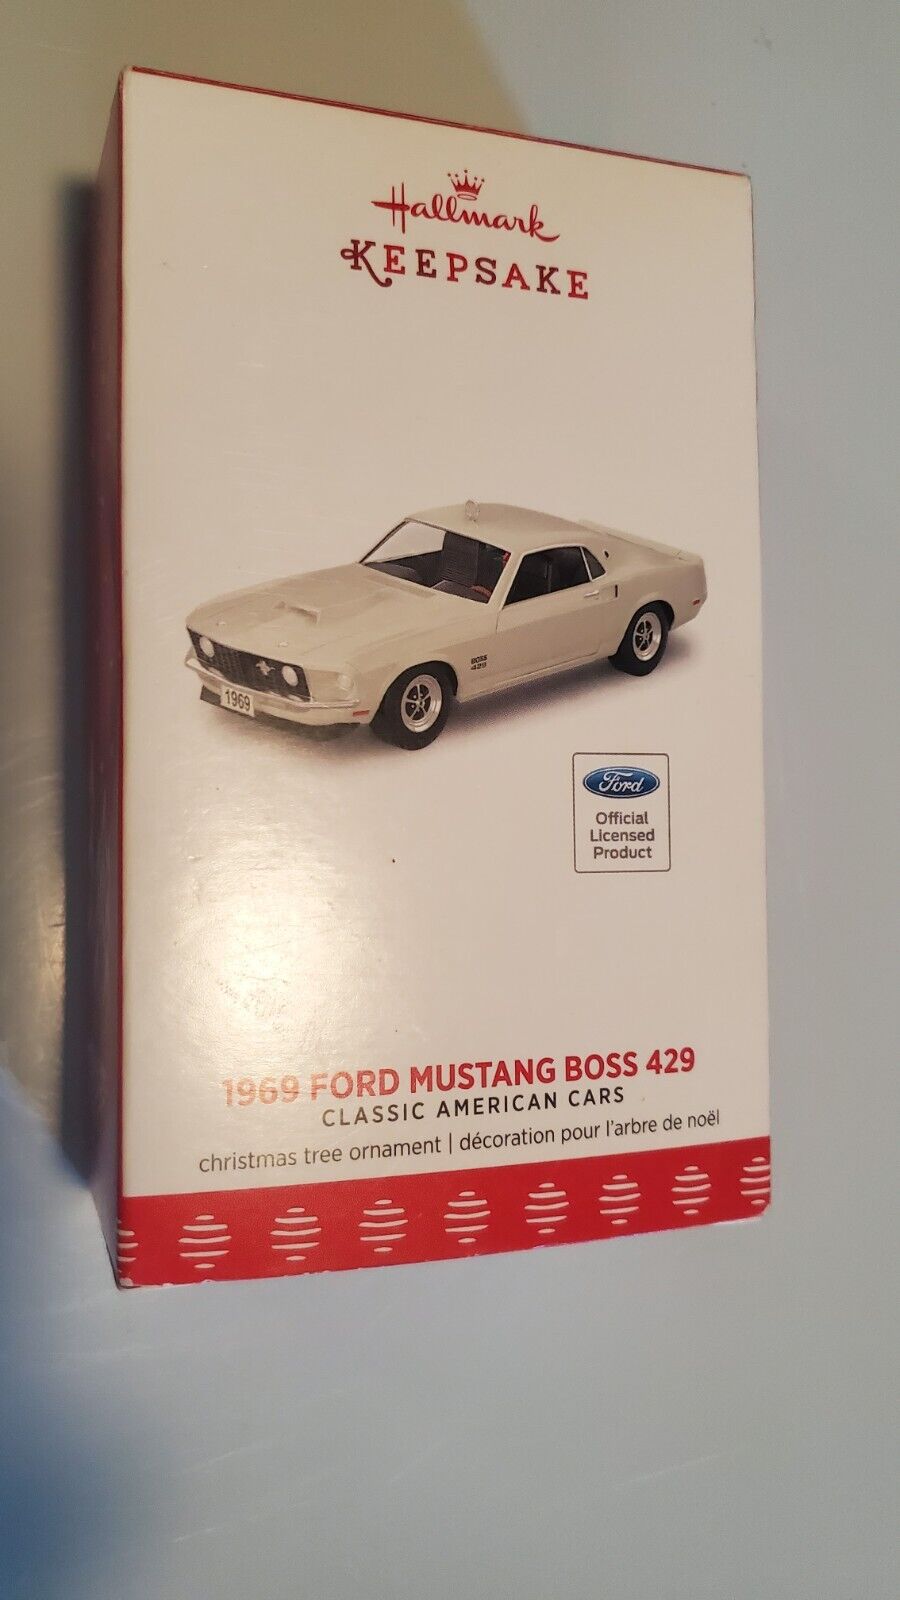 Hallmark
KEEPSAKE
BOSS
429
1969
Ford
Official
Licensed
Product
1969 FORD MUSTANG BOSS 429
CLASSIC AMERICAN CARS
christmas tree ornament | décoration pour l'arbre de noël